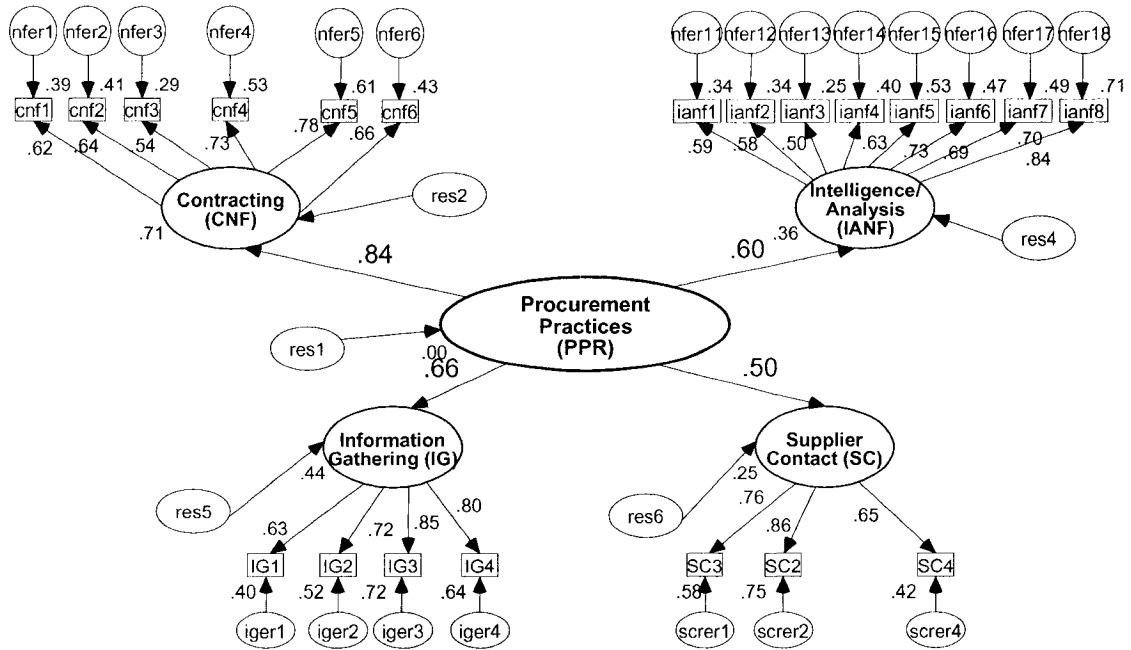 nfer1 nfer2 nfer3 nfer4 nfer5 nfer6 nfer11 nfer12 nfer13 nfer14 nfer15 nfer16 nfer17 nfer18
.39 .41 .29 .53 .61 .43 .34 .34 .25 .40 .53 .47 .49 .71
cnf1 cnf2 cnf3 cnf4 cnf5 cnf6 ianf1 ianf2 ianf3 ianf4 ianf5 ianf6 ianf7 ianf8
.62 .64 .54 .73 .78 .66 .59 .58 .50 .63 .73 .69 .70 .84
Contracting
(CNF)
.71
res2
Intelligence/
Analysis
(IANF)
.36
res4
.84
.60
Procurement
Practices
(PPR)
res1
.00
.66
.50
Information
Gathering (IG)
.44
res5
Supplier
Contact (SC)
.25
res6
.63 .72 .85 .80
.76 .86 .65
IG1 IG2 IG3 IG4 SC3 SC2 SC4
.40 .52 .72 .64 .58 .75 .42
iger1 iger2 iger3 iger4 screr1 screr2 screr4